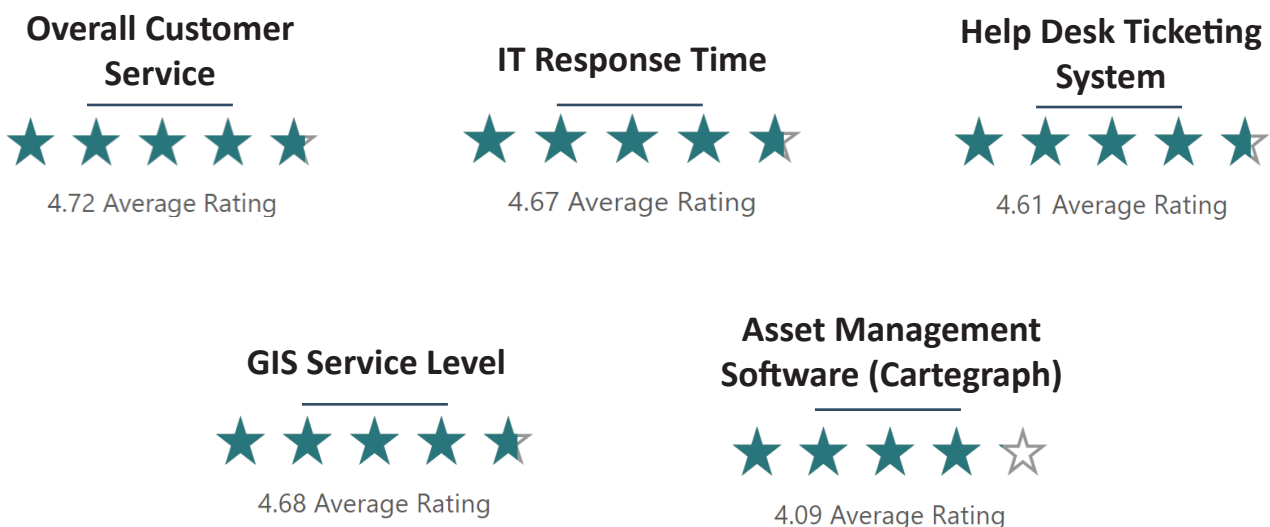 Overall Customer
Service
4.72 Average Rating
IT Response Time
4.67 Average Rating
Help Desk Ticketing
System
4.61 Average Rating
GIS Service Level
4.68 Average Rating
Asset Management
Software (Cartegraph)
4.09 Average Rating